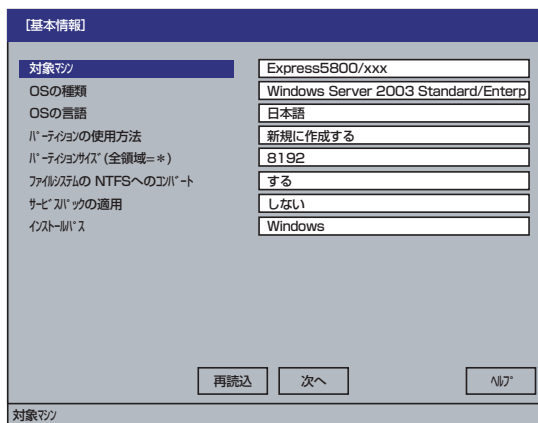 [基本情報]
対象ﾏｼﾝ Express5800/xxx
OSの種類 Windows Server 2003 Standard/Enterp
OSの言語 日本語
ﾊﾟｰﾃｨｼｮﾝの使用方法 新規に作成する
ﾊﾟｰﾃｨｼｮﾝｻｲｽﾞ(全領域=＊) 8192
ﾌｧｲﾙｼｽﾃﾑの NTFSへのｺﾝﾊﾞｰﾄ する
ｻｰﾋﾞｽﾊﾟｯｸの適用 しない
ｲﾝｽﾄｰﾙﾊﾟｽ Windows
再読込 次へ ﾍﾙﾌﾟ
対象ﾏｼﾝ